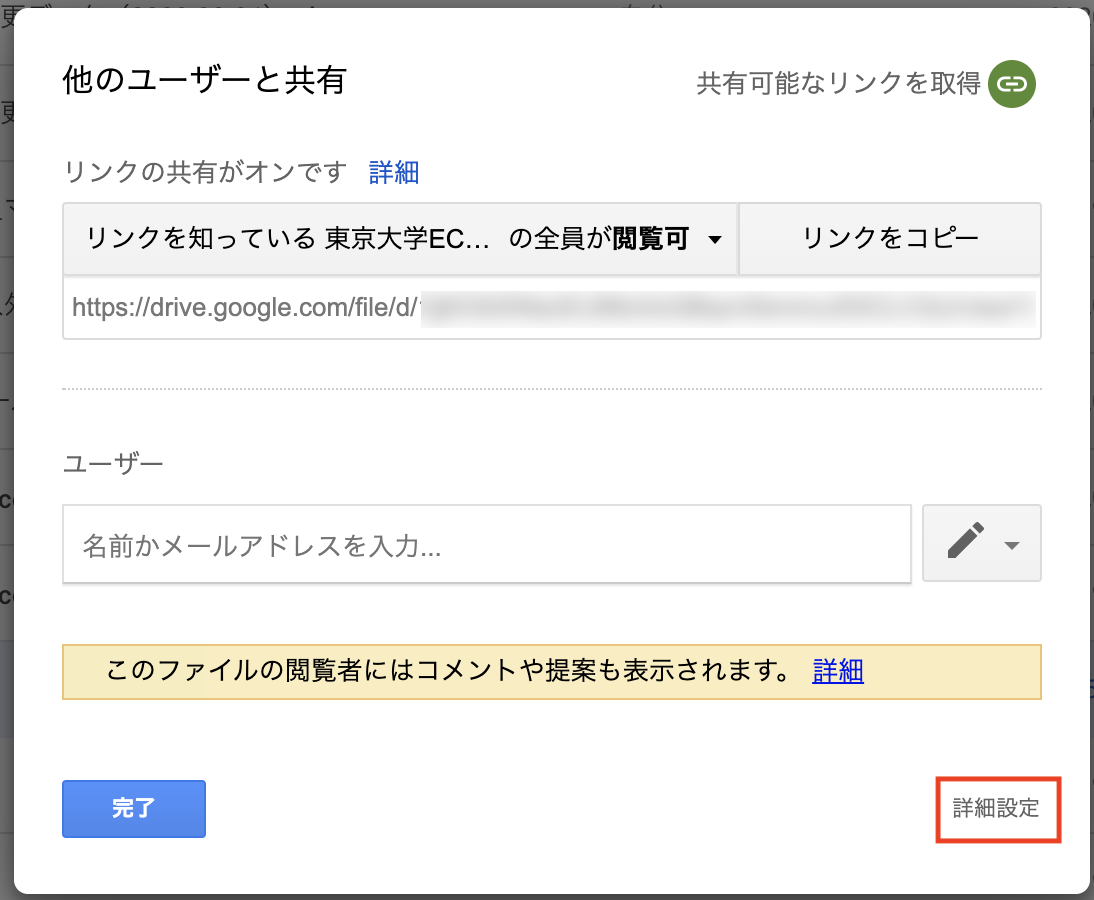 他のユーザーと共有
共有可能なリンクを取得
リンクの共有がオンです 詳細
リンクを知っている 東京大学EC... の全員が閲覧可
リンクをコピー
https://drive.google.com/file/d/
ユーザー
名前かメールアドレスを入力...
このファイルの閲覧者にはコメントや提案も表示されます。 詳細
完了
詳細設定